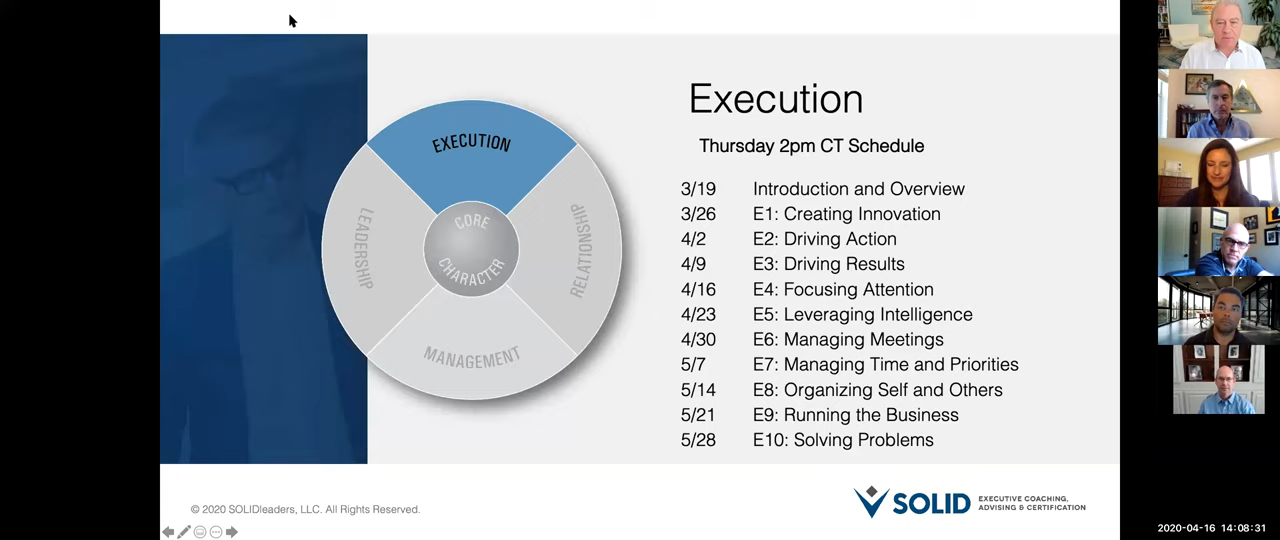 Execution
Thursday 2pm CT Schedule
3/19 Introduction and Overview
3/26 E1: Creating Innovation
4/2 E2: Driving Action
4/9 E3: Driving Results
4/16 E4: Focusing Attention
4/23 E5: Leveraging Intelligence
4/30 E6: Managing Meetings
5/7 E7: Managing Time and Priorities
5/14 E8: Organizing Self and Others
5/21 E9: Running the Business
5/28 E10: Solving Problems
EXECUTION
LEADERSHIP
CORE
CHARACTER
RELATIONSHIP
MANAGEMENT
© 2020 SOLIDleaders, LLC. All Rights Reserved.
SOLID
EXECUTIVE COACHING,
ADVISING & CERTIFICATION
2020-04-16 14:08:31